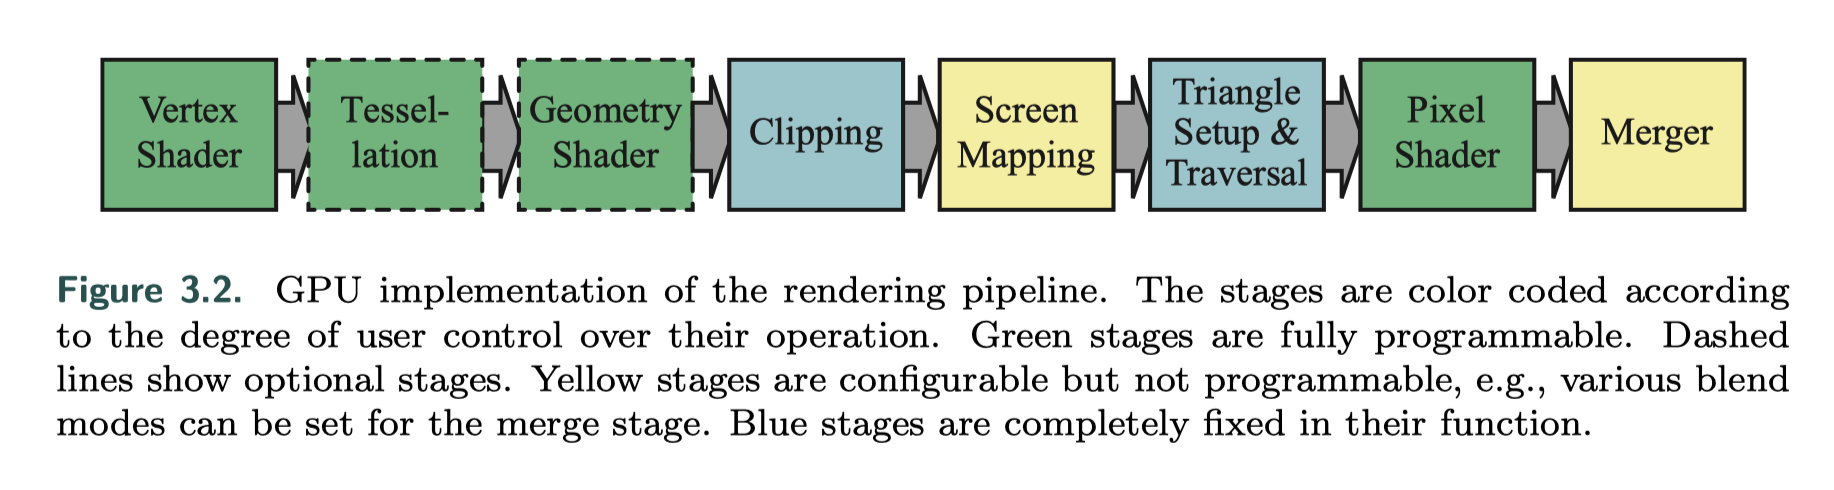 Vertex
Shader
Tessel-
lation
Geometry
Shader
Clipping
Screen
Mapping
Triangle
Setup &
Traversal
Pixel
Shader
Merger
Figure 3.2. GPU implementation of the rendering pipeline. The stages are color coded according
to the degree of user control over their operation. Green stages are fully programmable. Dashed
lines show optional stages. Yellow stages are configurable but not programmable, e.g., various blend
modes can be set for the merge stage. Blue stages are completely fixed in their function.